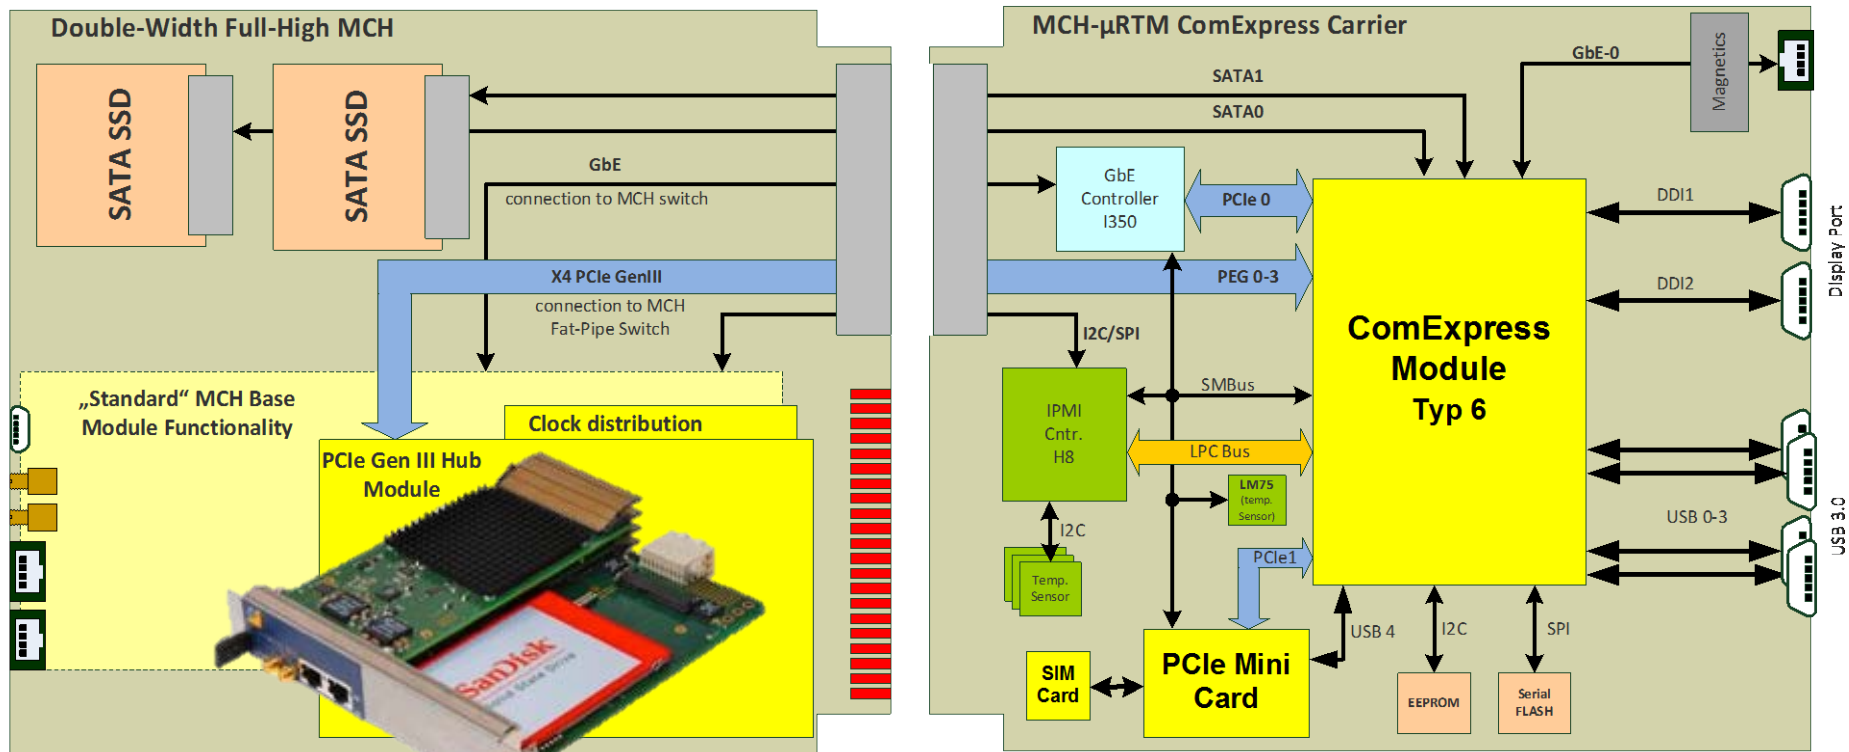 Double-Width Full-High MCH
SATA SSD
SATA SSD
GbE
connection to MCH switch
X4 PCIe GenIII
connection to MCH
Fat-Pipe Switch
„Standard“ MCH Base
Module Functionality
Clock distribution
PCIe Gen III Hub
Module
SanDisk
MCH-µRTM ComExpress Carrier
GbE-0
Magnetics
SATA1
SATA0
GbE
Controller
I350
PCIe 0
PEG 0-3
I2C/SPI
IPMI
Cntr.
H8
SMBus
LPC Bus
LM75
(temp.
Sensor)
I2C
Temp.
Sensor
PCIe1
ComExpress
Module
Typ 6
DDI1
DDI2
Display Port
USB 0-3
USB 3.0
USB 4
I2C
SPI
SIM
Card
PCIe Mini
Card
EEPROM
Serial
FLASH